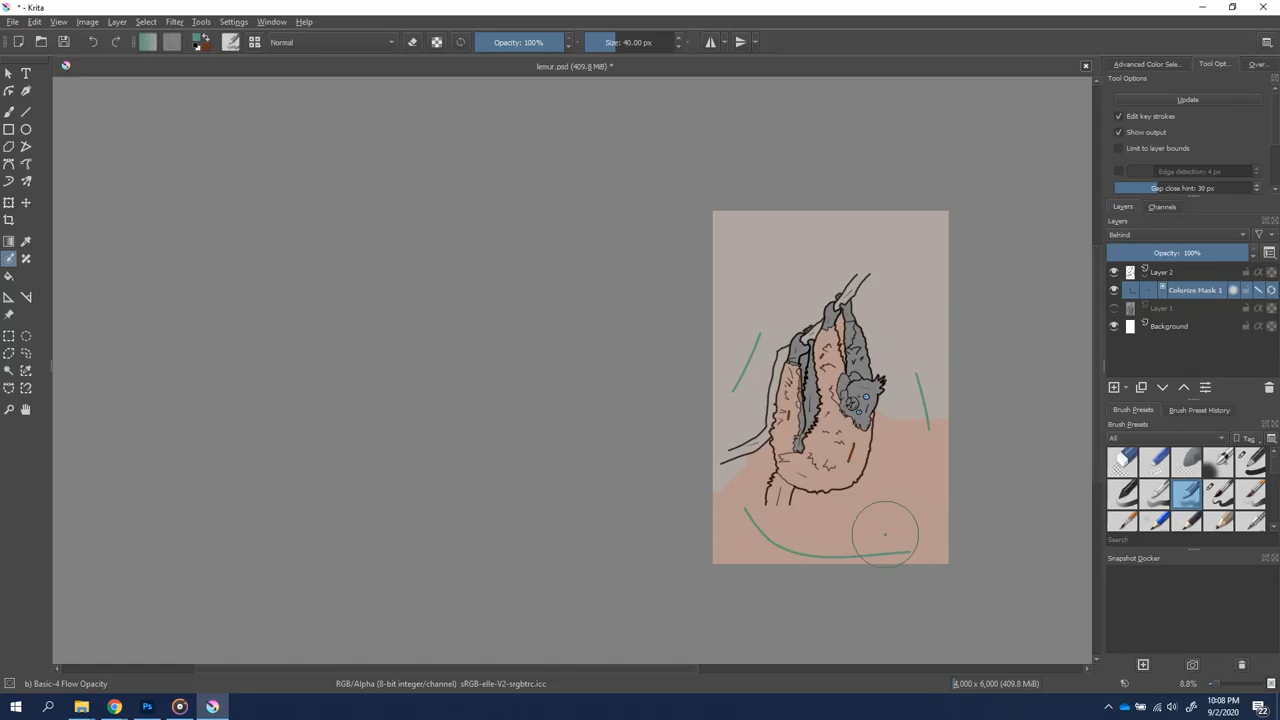 * - Krita
File Edit View Image Layer Select Filter Tools Settings Window Help
Normal Opacity: 100% Size: 40.00 px
lemur.psd (409.8 MiB) *
Advanced Color Sele... Tool Opt... Over...
Tool Options
Update
Edit key strokes
Show output
Limit to layer bounds
Edge detection: 4 px
Gap close hint: 30 px
Layers Channels
Layers
Behind
Opacity: 100%
Layer 2
Colorize Mask 1
Layer 1
Background
Brush Presets Brush Preset History
Brush Presets
All Tag
Search
Snapshot Docker
b) Basic-4 Flow Opacity RGB/Alpha (8-bit integer/channel) sRGB-elle-V2-srgbtrc.icc 4,000 x 6,000 (409.8 MiB) 8.8%
10:08 PM
9/2/2020
22